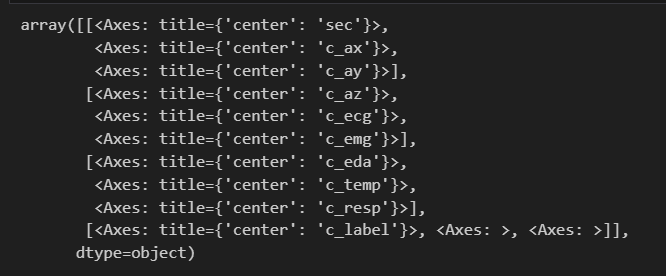 array([[<Axes: title={'center': 'sec'}>,
        <Axes: title={'center': 'c_ax'}>,
        <Axes: title={'center': 'c_ay'}>],
       [<Axes: title={'center': 'c_az'}>,
        <Axes: title={'center': 'c_ecg'}>,
        <Axes: title={'center': 'c_emg'}>],
       [<Axes: title={'center': 'c_eda'}>,
        <Axes: title={'center': 'c_temp'}>,
        <Axes: title={'center': 'c_resp'}>],
       [<Axes: title={'center': 'c_label'}>, <Axes: >, <Axes: >]],
      dtype=object)